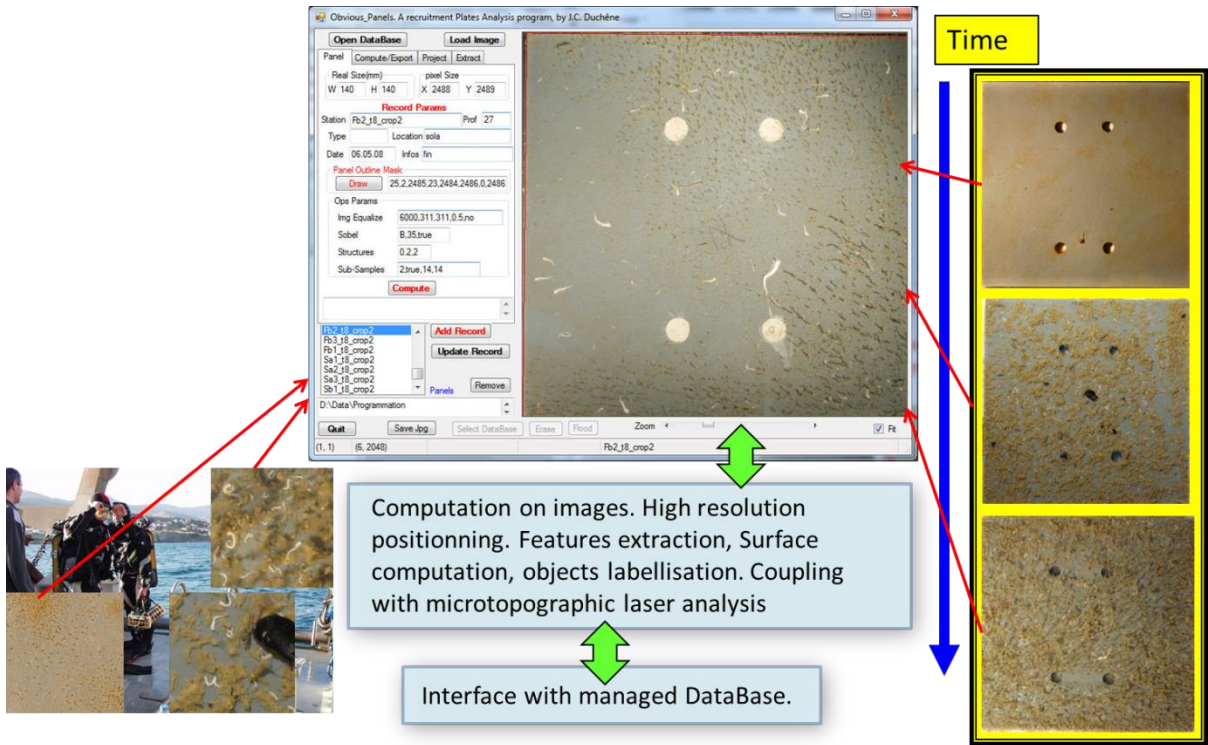 Obvious_Panels. A recruitment Plates Analysis program, by J.C. Duchêne
Open DataBase Load Image
Panel Compute/Export Project Extract
Real Size(mm) pixel Size
W 140 H 140 X 2488 Y 2489
Record Params
Station Fb2_t8_crop2 Prof 27
Type Location sola
Date 06.05.08 Infos fin
Panel Outline Mask
Draw 25,2,2485,23,2484,2486,0,2486
Ops Params
Img Equalize 6000,311,311,0.5,no
Sobel B,35,true
Structures 0.2,2
Sub-Samples 2,true,14,14
Compute
Fb2_t8_crop2
Fb3_t8_crop2
Fb1_t8_crop2
Sa1_t8_crop2
Sa2_t8_crop2
Sa3_t8_crop2
Sb1_t8_crop2
Add Record
Update Record
Panels Remove
D:\Data\Programmation
Quit Save Jpg Select DataBase Erase Flood Zoom Fit
(1, 1) (6, 2048) Fb2_t8_crop2
Time
Computation on images. High resolution
positionning. Features extraction, Surface
computation, objects labellisation. Coupling
with microtopographic laser analysis
Interface with managed DataBase.